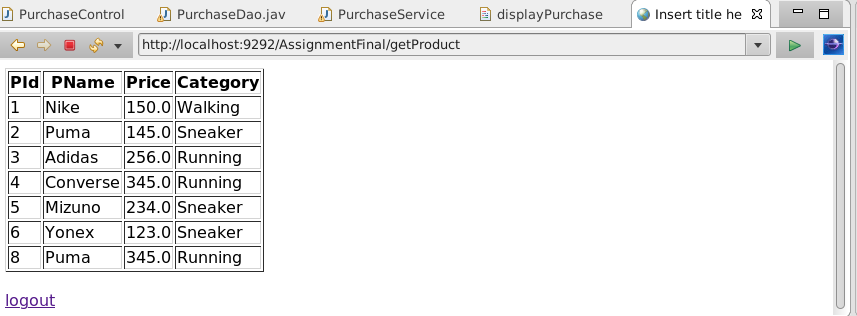 PurchaseControl PurchaseDao.jav PurchaseService displayPurchase Insert title he
http://localhost:9292/AssignmentFinal/getProduct
PId PName Price Category
1 Nike 150.0 Walking
2 Puma 145.0 Sneaker
3 Adidas 256.0 Running
4 Converse 345.0 Running
5 Mizuno 234.0 Sneaker
6 Yonex 123.0 Sneaker
8 Puma 345.0 Running
logout